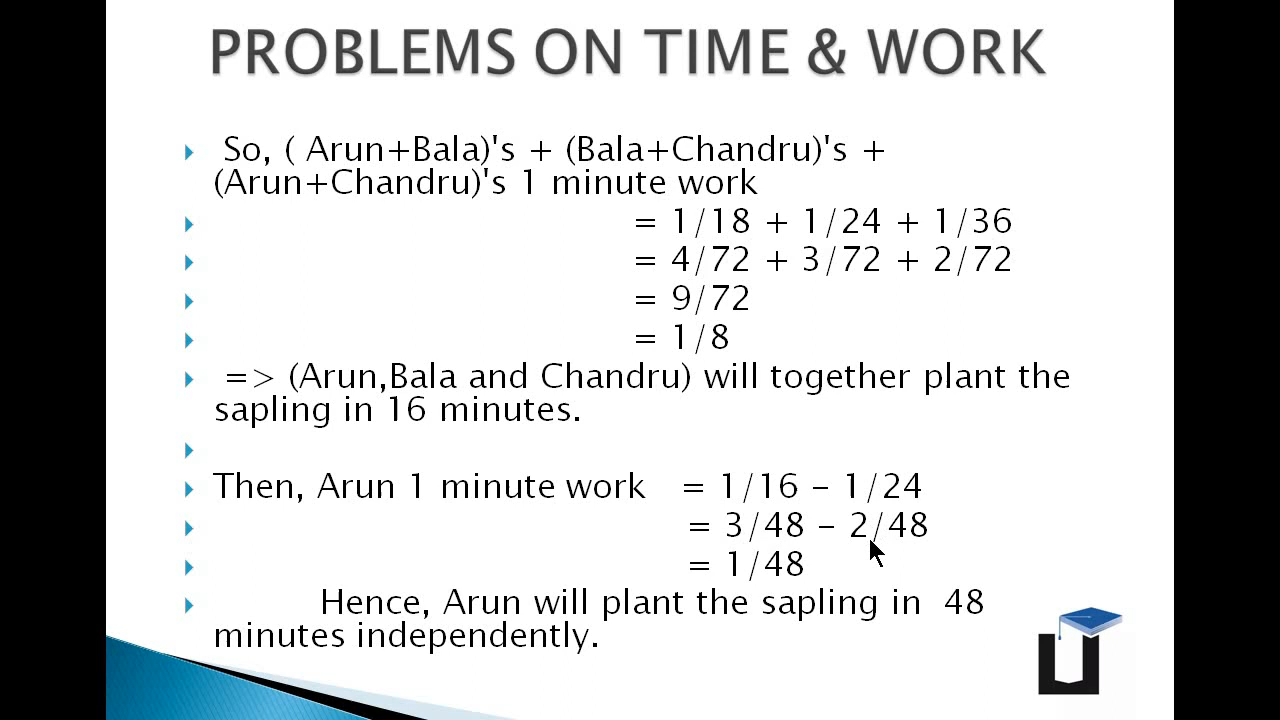 PROBLEMS ON TIME & WORK
So, ( Arun+Bala)'s + (Bala+Chandru)'s +
(Arun+Chandru)'s 1 minute work
= 1/18 + 1/24 + 1/36
= 4/72 + 3/72 + 2/72
= 9/72
= 1/8
=> (Arun,Bala and Chandru) will together plant the
sapling in 16 minutes.
Then, Arun 1 minute work = 1/16 – 1/24
= 3/48 – 2/48
= 1/48
Hence, Arun will plant the sapling in 48
minutes independently.
U